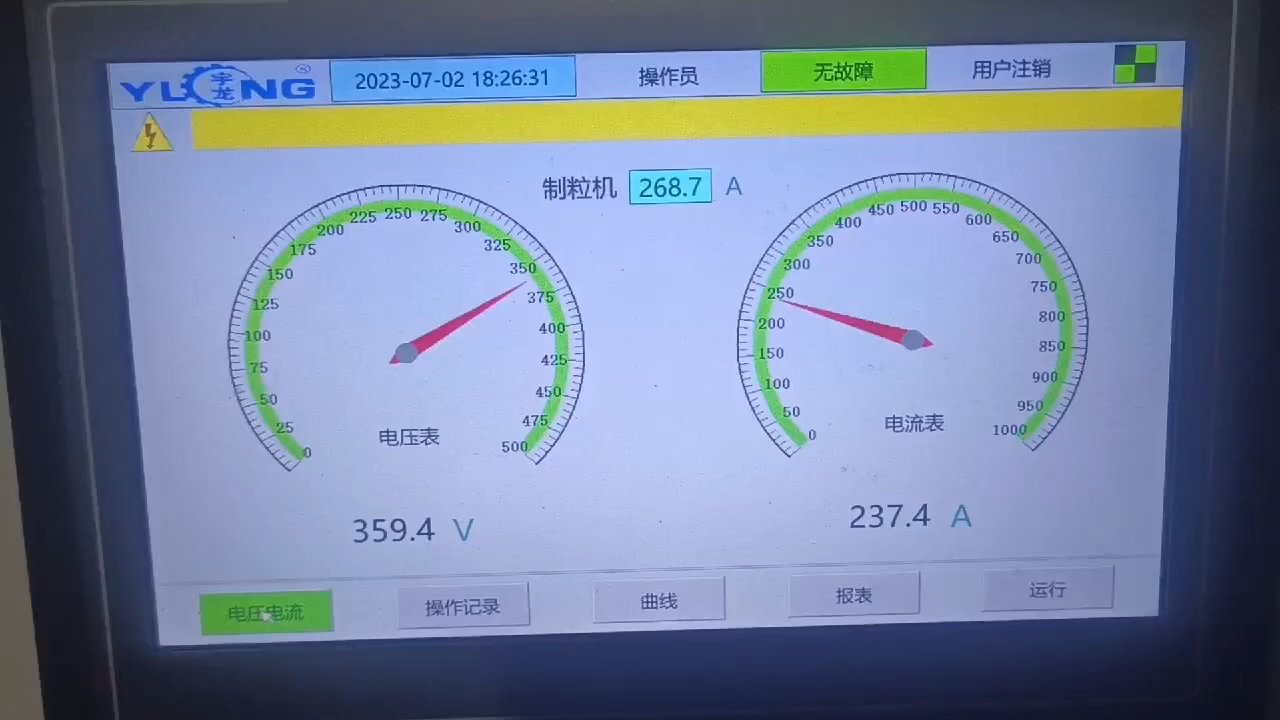 YULONG 宇龙 ®
2023-07-02 18:26:31
操作员
无故障
用户注销
制粒机 268.7 A
0 25 50 75 100 125 150 175 200 225 250 275 300 325 350 375 400 425 450 475 500
电压表
359.4 V
0 50 100 150 200 250 300 350 400 450 500 550 600 650 700 750 800 850 900 950 1000
电流表
237.4 A
电压电流
操作记录
曲线
报表
运行